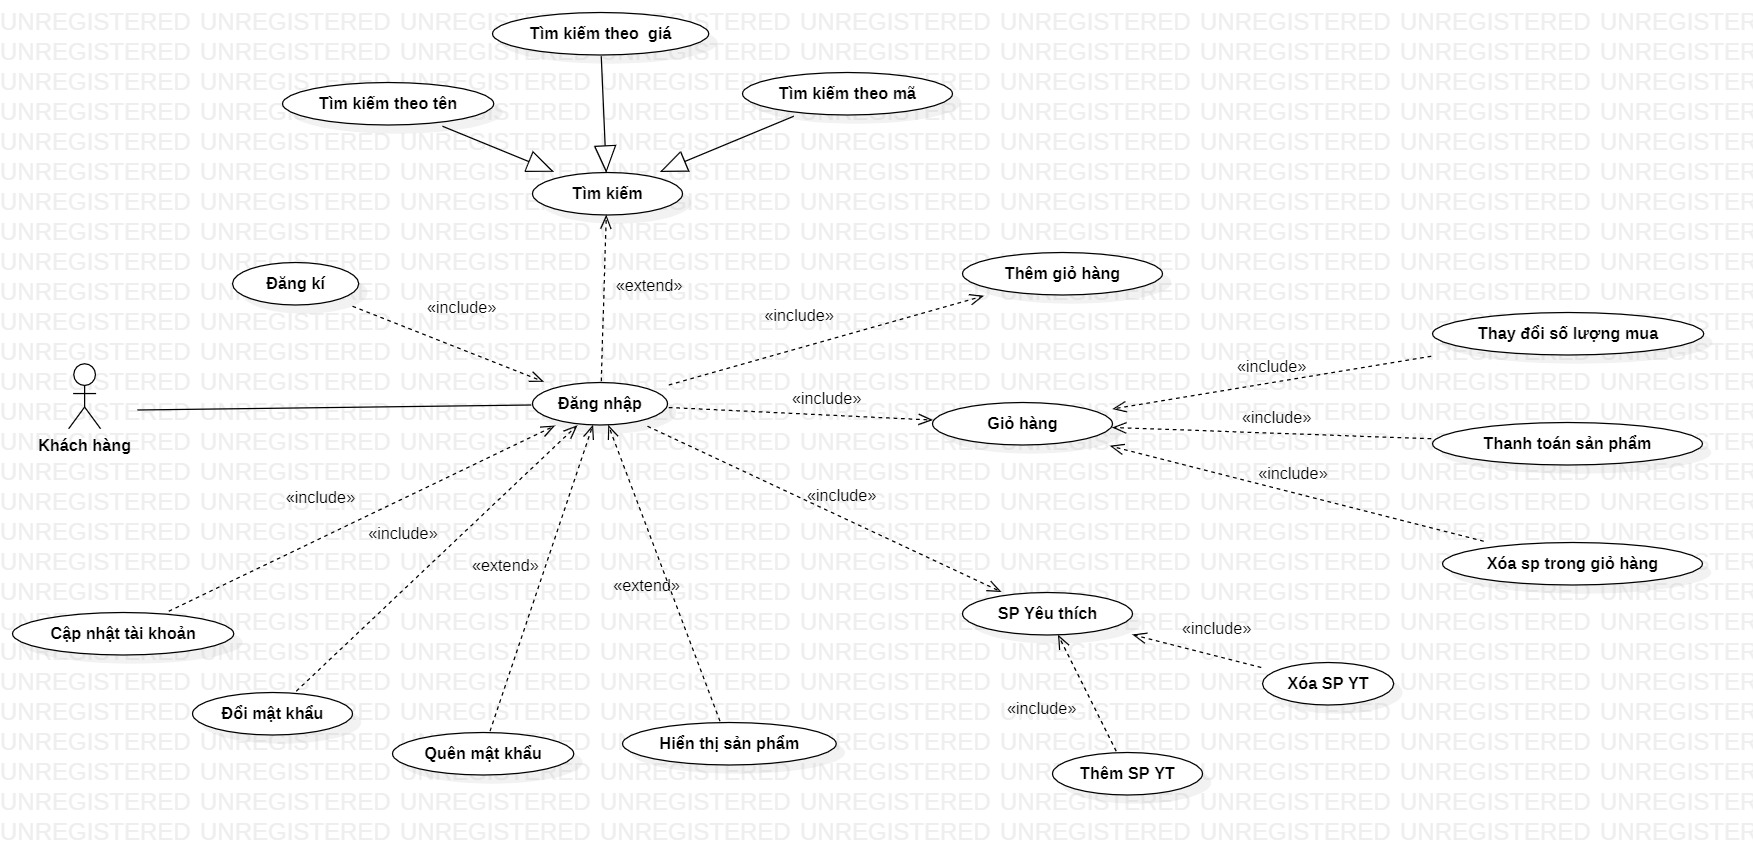 Tìm kiếm theo  giá
Tìm kiếm theo mã
Tìm kiếm theo tên
Tìm kiếm
Thêm giỏ hàng
Đăng kí
«extend»
«include»
«include»
Thay đổi số lượng mua
«include»
Đăng nhập
«include»
Giỏ hàng
«include»
Thanh toán sản phẩm
Khách hàng
«include»
«include»
«include»
«include»
Xóa sp trong giỏ hàng
«extend»
«extend»
SP Yêu thích
«include»
Cập nhật tài khoản
Xóa SP YT
«include»
Đổi mật khẩu
Hiển thị sản phẩm
Quên mật khẩu
Thêm SP YT
UNREGISTERED